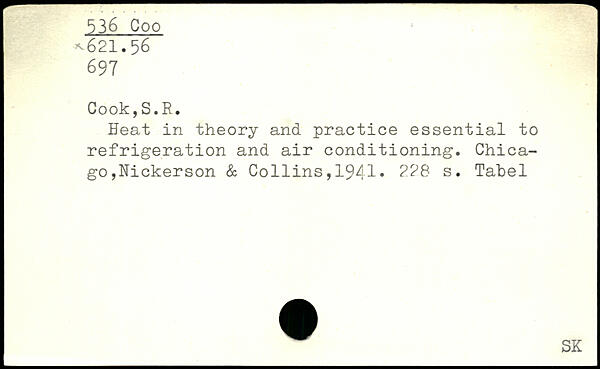 536 Coo
×621.56
697
Cook,S.R.
Heat in theory and practice essential to
refrigeration and air conditioning. Chica-
go,Nickerson & Collins,1941. 228 s. Tabel
SK